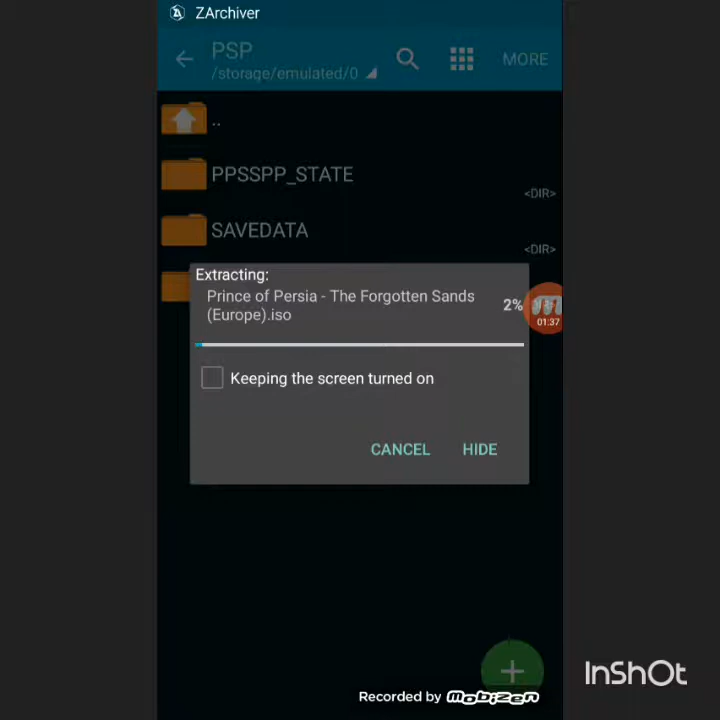 ZArchiver
PSP
/storage/emulated/0
MORE
..
PPSSPP_STATE
<DIR>
SAVEDATA
<DIR>
Extracting:
Prince of Persia - The Forgotten Sands
(Europe).iso
2%
01:37
Keeping the screen turned on
CANCEL
HIDE
InShOt
Recorded by mobizen